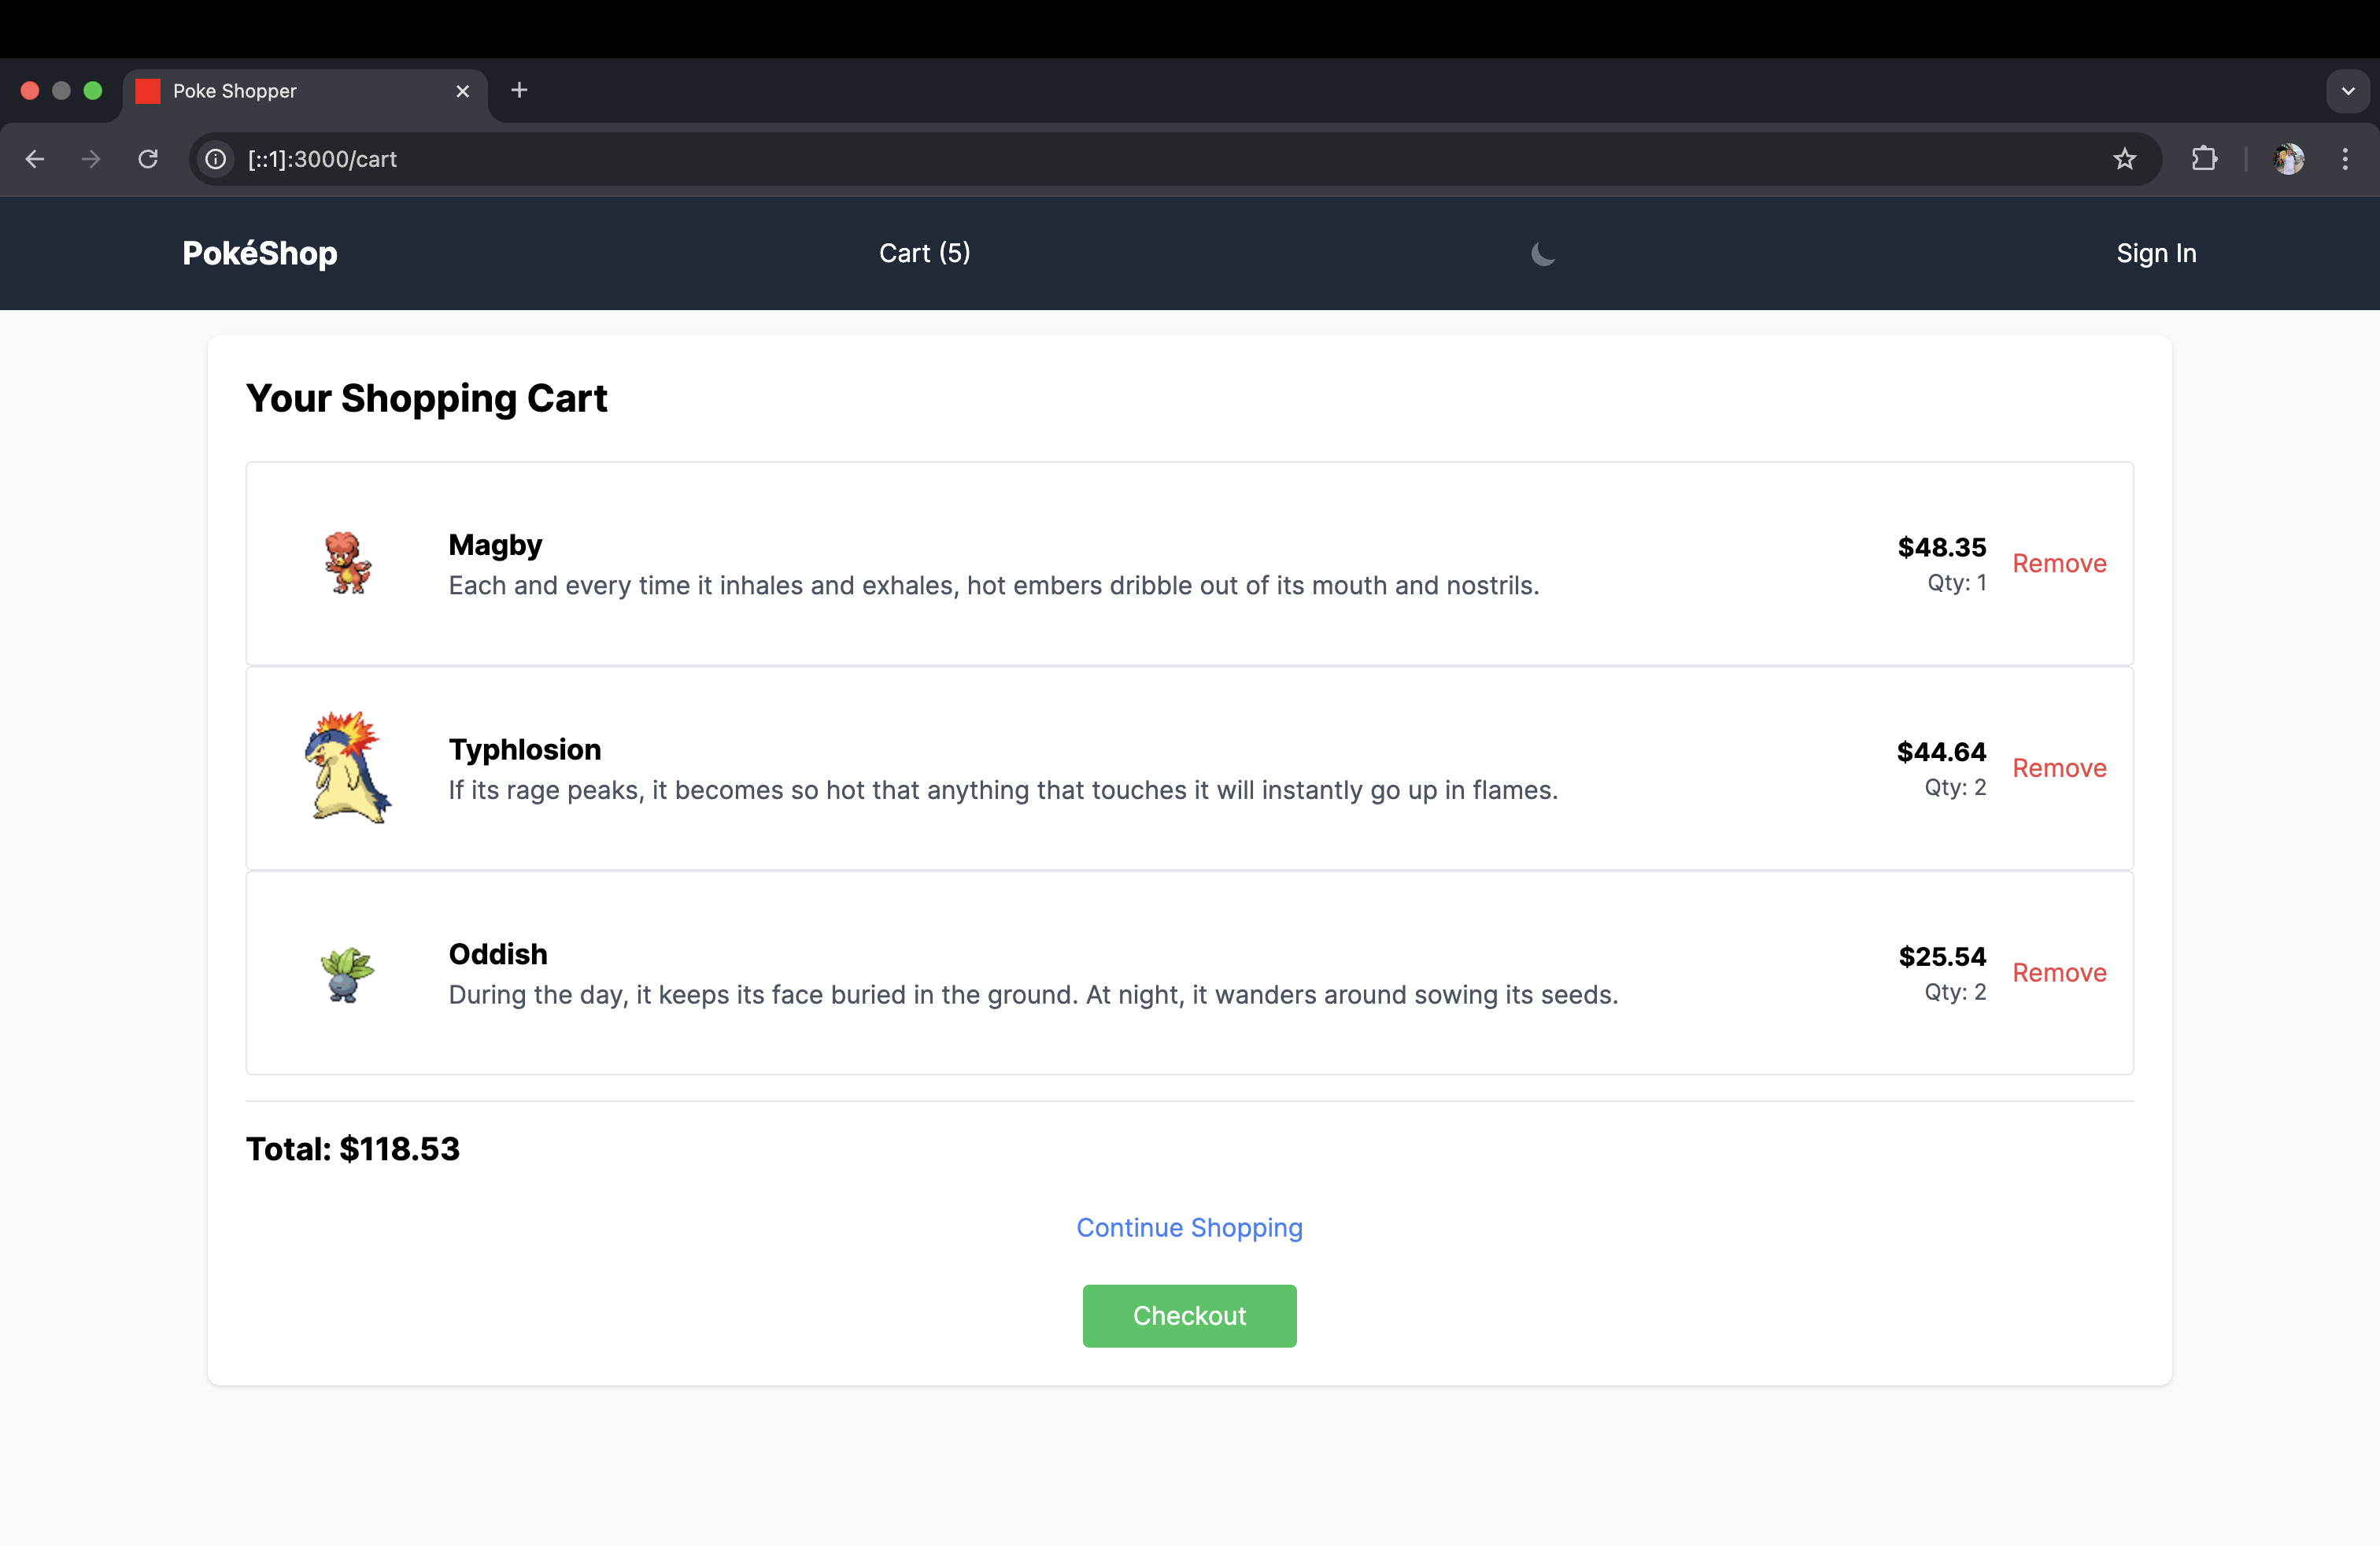 Poke Shopper
[::1]:3000/cart
PokéShop
Cart (5)
Sign In
Your Shopping Cart
Magby
Each and every time it inhales and exhales, hot embers dribble out of its mouth and nostrils.
$48.35
Qty: 1
Remove
Typhlosion
If its rage peaks, it becomes so hot that anything that touches it will instantly go up in flames.
$44.64
Qty: 2
Remove
Oddish
During the day, it keeps its face buried in the ground. At night, it wanders around sowing its seeds.
$25.54
Qty: 2
Remove
Total: $118.53
Continue Shopping
Checkout